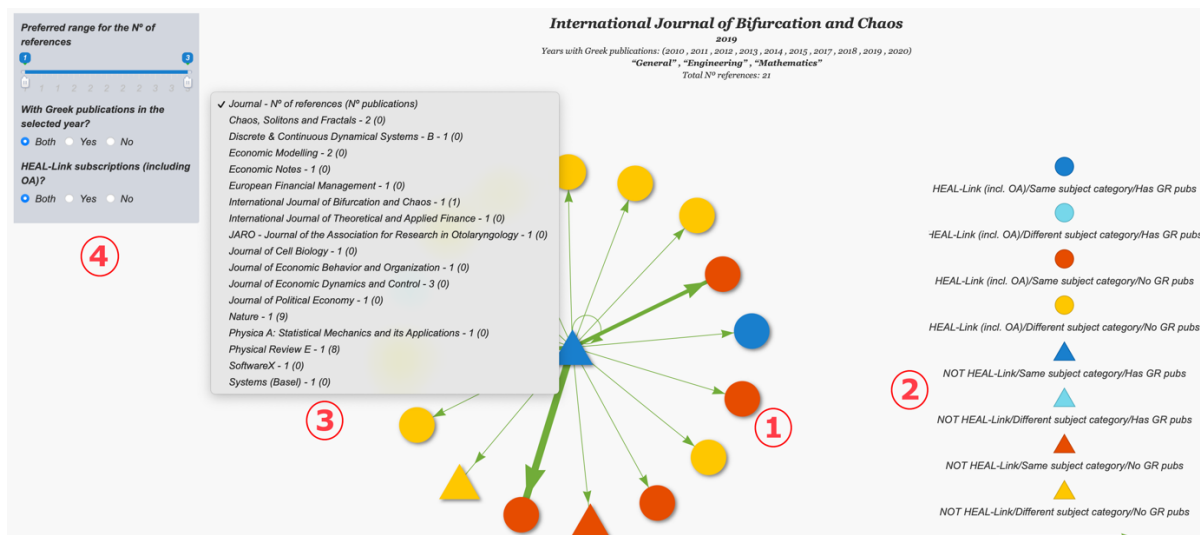 International Journal of Bifurcation and Chaos
2019
Years with Greek publications: (2010 , 2011 , 2012 , 2013 , 2014 , 2015 , 2017 , 2018 , 2019 , 2020)
“General” , “Engineering” , “Mathematics”
Total Nº references: 21
Preferred range for the Nº of
references
1
3
1 1 2 2 2 2 2 3 3
With Greek publications in the
selected year?
Both Yes No
HEAL-Link subscriptions (including
OA)?
Both Yes No
4
✓ Journal - Nº of references (Nº publications)
Chaos, Solitons and Fractals - 2 (0)
Discrete & Continuous Dynamical Systems - B - 1 (0)
Economic Modelling - 2 (0)
Economic Notes - 1 (0)
European Financial Management - 1 (0)
International Journal of Bifurcation and Chaos - 1 (1)
International Journal of Theoretical and Applied Finance - 1 (0)
JARO - Journal of the Association for Research in Otolaryngology - 1 (0)
Journal of Cell Biology - 1 (0)
Journal of Economic Behavior and Organization - 1 (0)
Journal of Economic Dynamics and Control - 3 (0)
Journal of Political Economy - 1 (0)
Nature - 1 (9)
Physica A: Statistical Mechanics and its Applications - 1 (0)
Physical Review E - 1 (8)
SoftwareX - 1 (0)
Systems (Basel) - 1 (0)
3
1
HEAL-Link (incl. OA)/Same subject category/Has GR pubs
HEAL-Link (incl. OA)/Different subject category/Has GR pubs
HEAL-Link (incl. OA)/Same subject category/No GR pubs
HEAL-Link (incl. OA)/Different subject category/No GR pubs
NOT HEAL-Link/Same subject category/Has GR pubs
2
NOT HEAL-Link/Different subject category/Has GR pubs
NOT HEAL-Link/Same subject category/No GR pubs
NOT HEAL-Link/Different subject category/No GR pubs